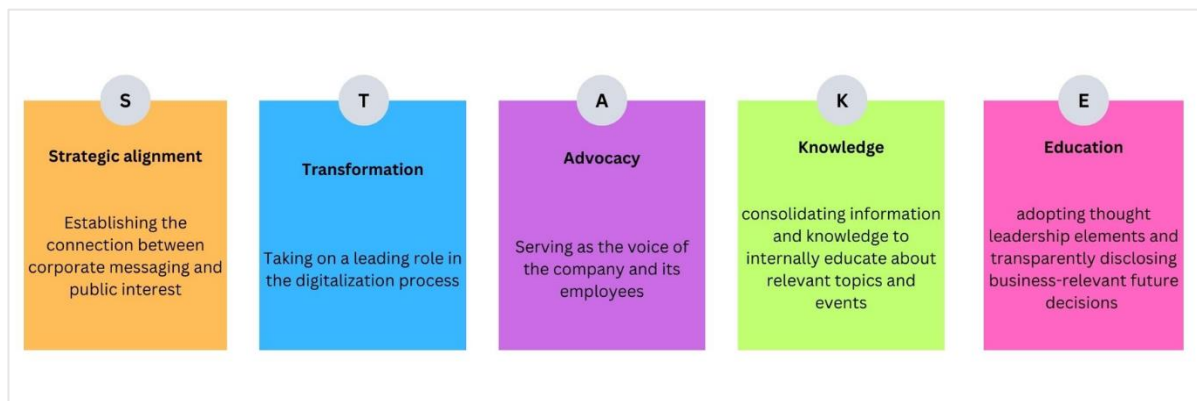 S
Strategic alignment
Establishing the
connection between
corporate messaging and
public interest
T
Transformation
Taking on a leading role in
the digitalization process
A
Advocacy
Serving as the voice of
the company and its
employees
K
Knowledge
consolidating information
and knowledge to
internally educate about
relevant topics and
events
E
Education
adopting thought
leadership elements and
transparently disclosing
business-relevant future
decisions